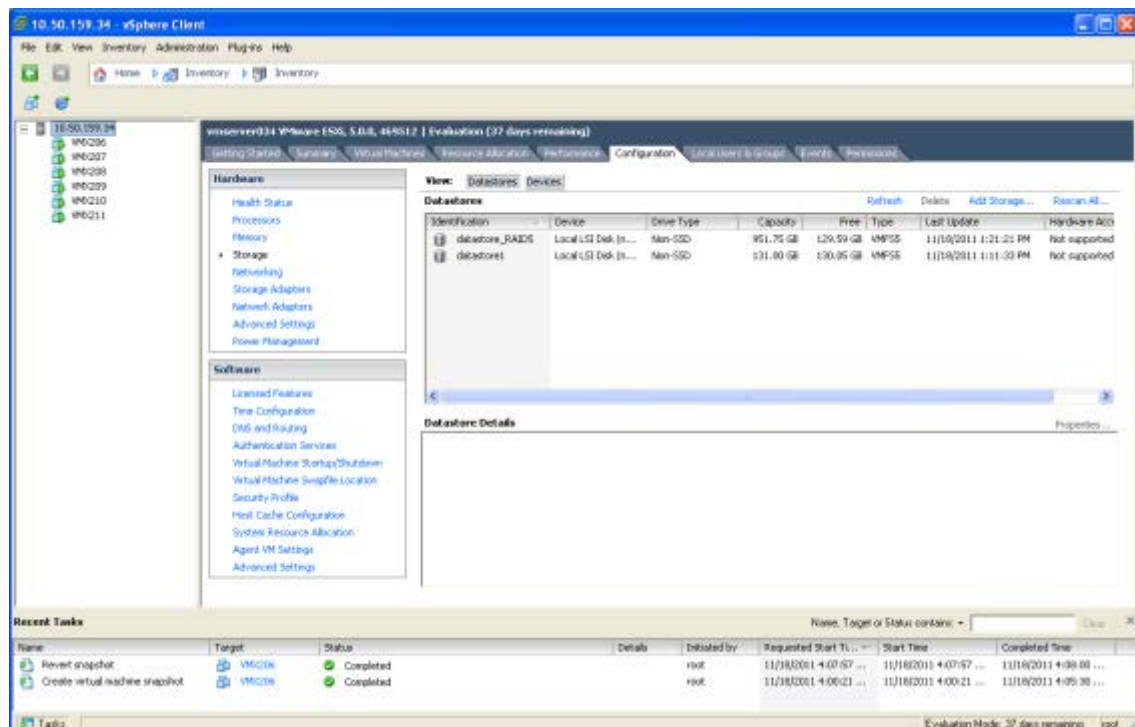 10.50.159.34 - vSphere Client
File Edit View Inventory Administration Plug-ins Help
Home Inventory Inventory
10.50.159.34
VMX206
VMX207
VMX208
VMX209
VMX210
VMX211
vmserver034 VMware ESXi, 5.0.0, 469512 | Evaluation (37 days remaining)
Getting Started Summary Virtual Machines Resource Allocation Performance Configuration Local Users & Groups Events Permissions
Hardware
Health Status
Processors
Memory
Storage
Networking
Storage Adapters
Network Adapters
Advanced Settings
Power Management
Software
Licensed Features
Time Configuration
DNS and Routing
Authentication Services
Virtual Machine Startup/Shutdown
Virtual Machine Swapfile Location
Security Profile
Host Cache Configuration
System Resource Allocation
Agent VM Settings
Advanced Settings
View: Datastores Devices
Datastores Refresh Delete Add Storage... Rescan All...
Identification Device Drive Type Capacity Free Type Last Update Hardware Acce
datastore_RAID5 Local LSI Disk (n... Non-SSD 951.75 GB 129.59 GB VMFS5 11/18/2011 1:21:21 PM Not supported
datastore1 Local LSI Disk (n... Non-SSD 131.00 GB 130.05 GB VMFS5 11/18/2011 1:11:33 PM Not supported
Datastore Details Properties...
Recent Tasks Name, Target or Status contains: Clear
Name Target Status Details Initiated by Requested Start Ti... Start Time Completed Time
Revert snapshot VMX206 Completed root 11/18/2011 4:07:57 ... 11/18/2011 4:07:57 ... 11/18/2011 4:08:00 ...
Create virtual machine snapshot VMX206 Completed root 11/18/2011 4:00:21 ... 11/18/2011 4:00:21 ... 11/18/2011 4:05:30 ...
Tasks Evaluation Mode: 37 days remaining root